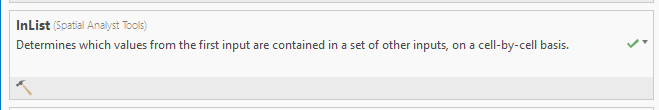 InList (Spatial Analyst Tools)
Determines which values from the first input are contained in a set of other inputs, on a cell-by-cell basis.